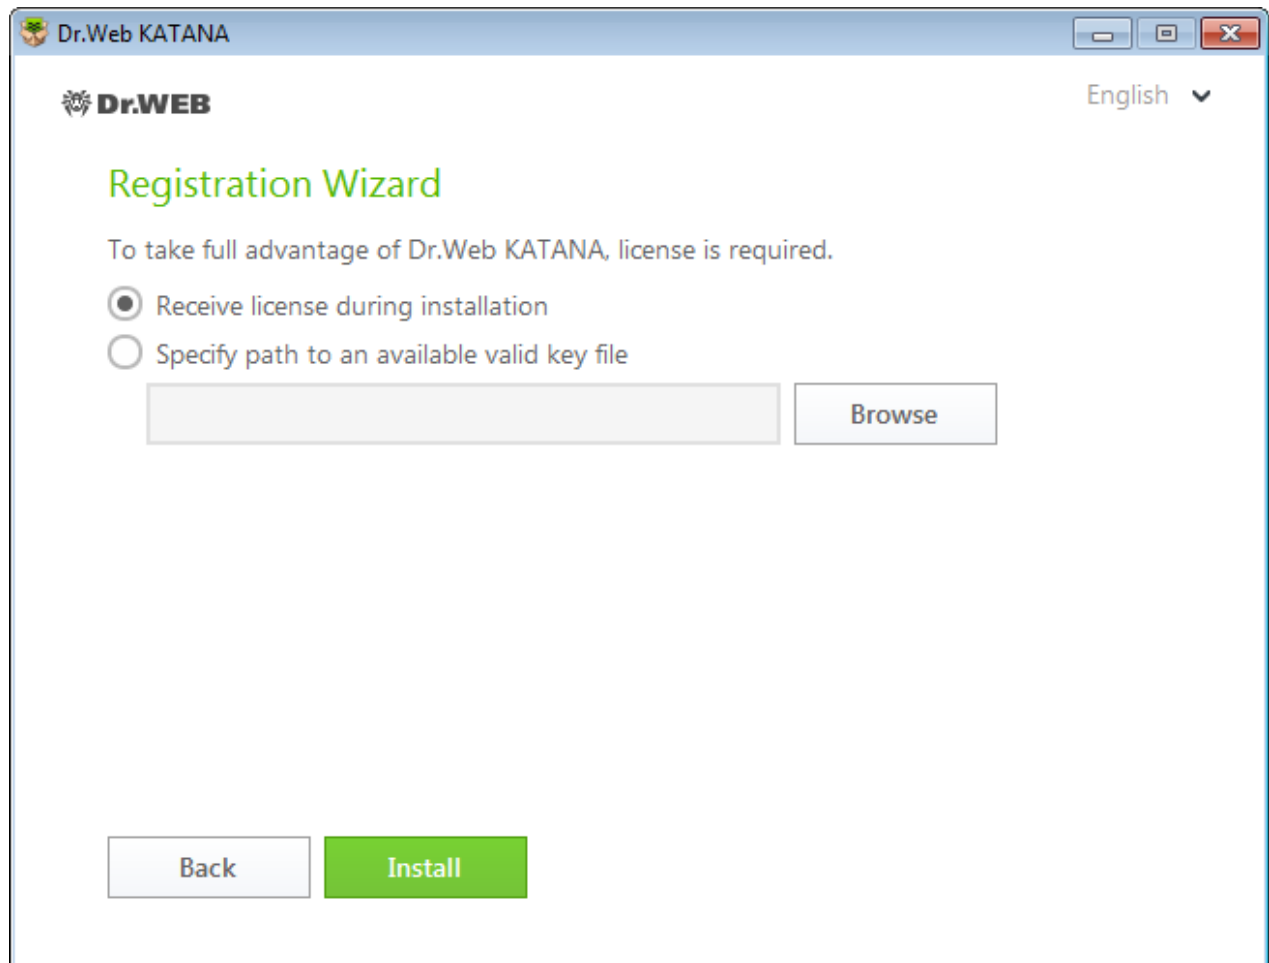 Dr.Web KATANA
Dr.WEB
English
Registration Wizard
To take full advantage of Dr.Web KATANA, license is required.
Receive license during installation
Specify path to an available valid key file
Browse
Back
Install